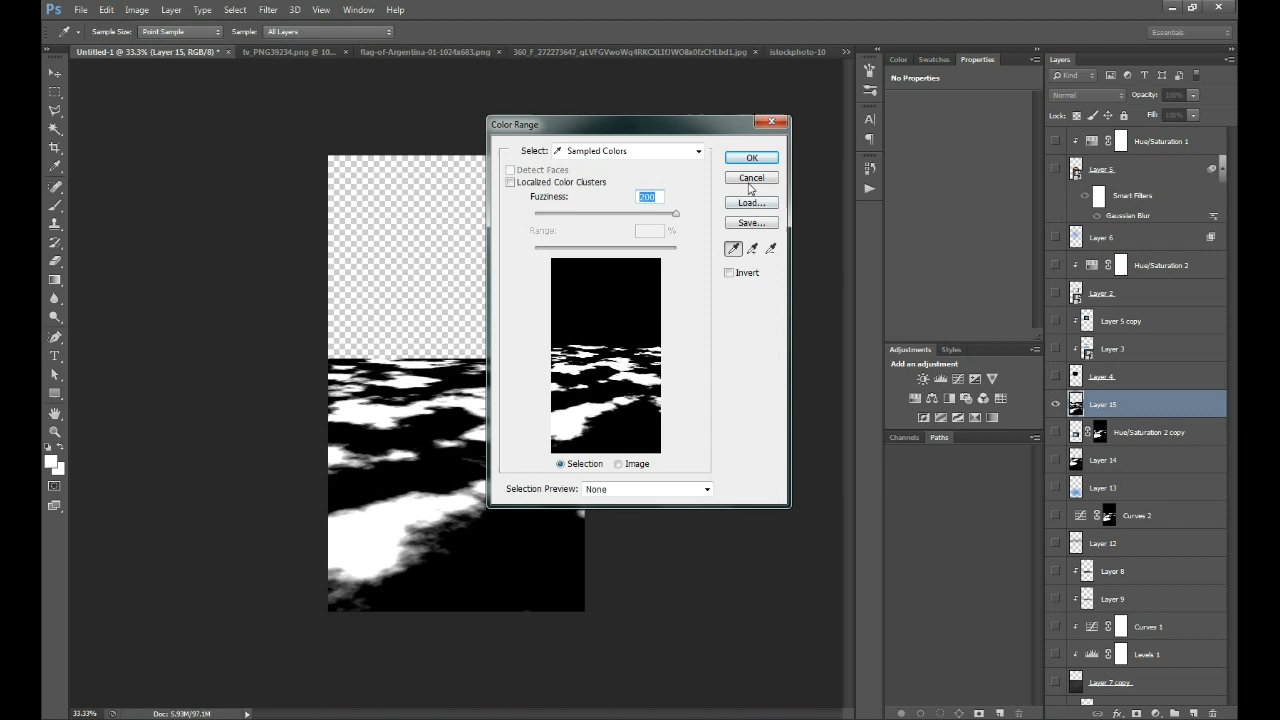 Ps File Edit Image Layer Type Select Filter 3D View Window Help
Sample Size: Point Sample Sample: All Layers Essentials
Untitled-1 @ 33.3% (Layer 15, RGB/8) * × tv_PNG39234.png @ 10... × flag-of-Argentina-01-1024x683.png × 360_F_272273647_qLVFGVwoWq4RKCXLIfJWO8x0fzCHLbd1.jpg × istockphoto-10 >>
Color Swatches Properties
No Properties
Layers
Kind
Normal Opacity: 100%
Lock: Fill: 100%
Hue/Saturation 1
Layer 5
Smart Filters
Gaussian Blur
Layer 6
Hue/Saturation 2
Layer 2
Layer 5 copy
Layer 3
Layer 4
Layer 15
Hue/Saturation 2 copy
Layer 14
Layer 13
Curves 2
Layer 12
Layer 8
Layer 9
Curves 1
Levels 1
Layer 7 copy
Adjustments Styles
Add an adjustment
Channels Paths
Color Range
Select: Sampled Colors
Detect Faces
Localized Color Clusters
Fuzziness: 200
Range: %
OK
Cancel
Load...
Save...
Invert
Selection Image
Selection Preview: None
33.33% Doc: 5.93M/97.1M